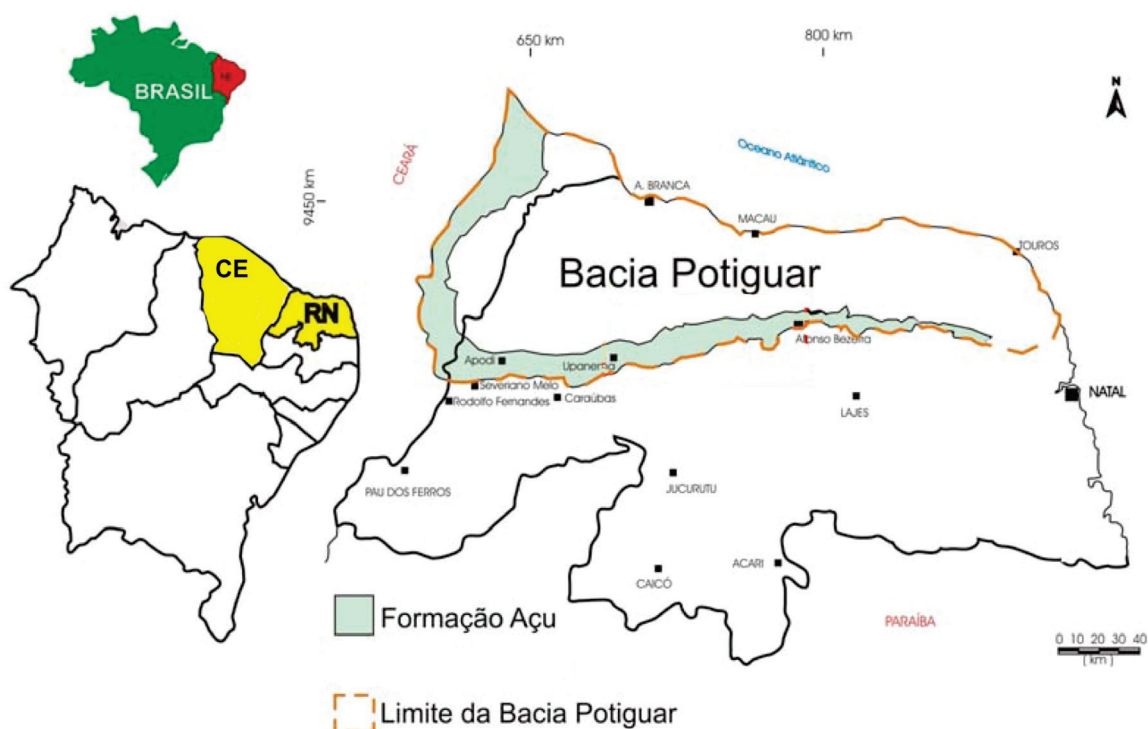 650 km
800 km
N
BRASIL
NE
CEARÁ
Oceano Atlântico
9450 km
A. BRANCA
MACAU
TOUROS
CE
RN
Bacia Potiguar
Afonso Bezerra
Apodi
Upanema
Severiano Melo
Rodolfo Fernandes
Caraúbas
LAJES
NATAL
PAU DOS FERROS
JUCURUTU
CAICÓ
ACARI
Formação Açu
PARAÍBA
0 10 20 30 40
( km )
Limite da Bacia Potiguar